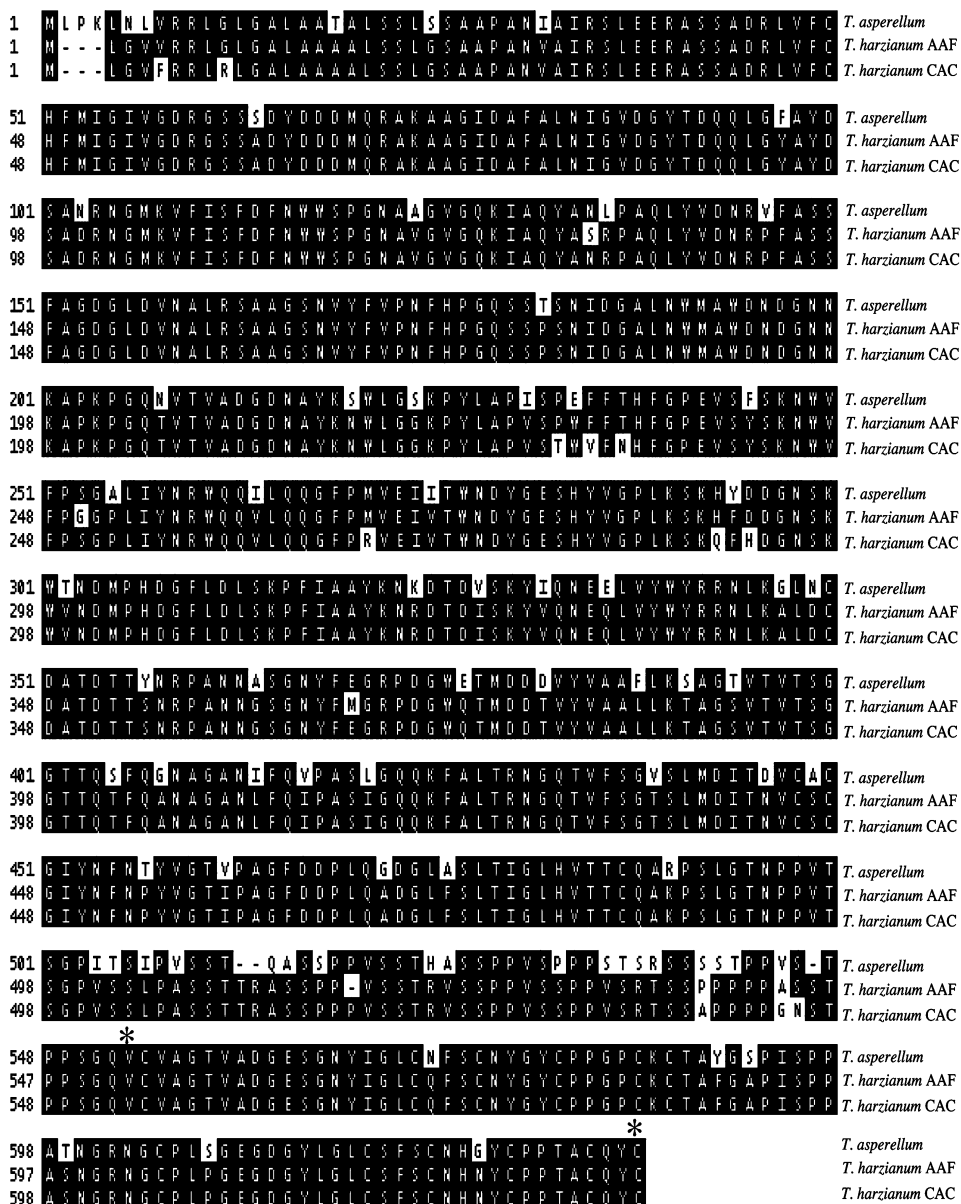 1 MLPKLNLVRRLGLGALAATALSSLSSAAPANIAIRSLEERASSADRLVFC T. asperellum
1 M---LGVVRRLGLGALAAAALSSLGSAAPANVAIRSLEERASSADRLVFC T. harzianum AAF
1 M---LGVFRRLRLGALAAAALSSLGSAAPANVAIRSLEERASSADRLVFC T. harzianum CAC
51 HFMIGIVGDRGSSSDYDDDMQRAKAAGIDAFALNIGVDGYTDQQLGFAYD T. asperellum
48 HFMIGIVGDRGSSADYDDDMQRAKAAGIDAFALNIGVDGYTDQQLGYAYD T. harzianum AAF
48 HFMIGIVGDRGSSADYDDDMQRAKAAGIDAFALNIGVDGYTDQQLGYAYD T. harzianum CAC
101 SANRNGMKVFISFDFNWWSPGNAAGVGQKIAQYANLPAQLYVDNRVFASS T. asperellum
98 SADRNGMKVFISFDFNWWSPGNAVGVGQKIAQYASRPAQLYVDNRPFASS T. harzianum AAF
98 SADRNGMKVFISFDFNWWSPGNAVGVGQKIAQYANRPAQLYVDNRPFASS T. harzianum CAC
151 FAGDGLDVNALRSAAGSNVYFVPNFHPGQSSTSNIDGALNWMAWDNDGNN T. asperellum
148 FAGDGLDVNALRSAAGSNVYFVPNFHPGQSSPSNIDGALNWMAWDNDGNN T. harzianum AAF
148 FAGDGLDVNALRSAAGSNVYFVPNFHPGQSSPSNIDGALNWMAWDNDGNN T. harzianum CAC
201 KAPKPGQNVTVADGDNAYKSWLGSKPYLAPISPEFFTHFGPEVSFSKNWV T. asperellum
198 KAPKPGQTVTVADGDNAYKNWLGGKPYLAPVSPWFFTHFGPEVSYSKNWV T. harzianum AAF
198 KAPKPGQTVTVADGDNAYKNWLGGKPYLAPVSTWVFNHFGPEVSYSKNWV T. harzianum CAC
251 FPSGALIYNRWQQILQQGFPMVEIITWNDYGESHYVGPLKSKHYDDGNSK T. asperellum
248 FPGGPLIYNRWQQVLQQGFPMVEIVTWNDYGESHYVGPLKSKHFDDGNSK T. harzianum AAF
248 FPSGPLIYNRWQQVLQQGFPRVEIVTWNDYGESHYVGPLKSKQFHDGNSK T. harzianum CAC
301 WTNDMPHDGFLDLSKPFIAAYKNKDTDVSKYIQNEELVYWYRRNLKGLNC T. asperellum
298 WVNDMPHDGFLDLSKPFIAAYKNRDTDISKYVQNEQLVYWYRRNLKALDC T. harzianum AAF
298 WVNDMPHDGFLDLSKPFIAAYKNRDTDISKYVQNEQLVYWYRRNLKALDC T. harzianum CAC
351 DATDTTYNRPANNASGNYFEGRPDGWETMDDDVYVAAFLKSAGTVTVTSG T. asperellum
348 DATDTTSNRPANNGSGNYFMGRPDGWQTMDDTVYVAALLKTAGSVTVTSG T. harzianum AAF
348 DATDTTSNRPANNGSGNYFEGRPDGWQTMDDTVYVAALLKTAGSVTVTSG T. harzianum CAC
401 GTTQSFQGNAGANIFQVPASLGQQKFALTRNGQTVFSGVSLMDITDVCAC T. asperellum
398 GTTQTFQANAGANLFQIPASIGQQKFALTRNGQTVFSGTSLMDITNVCSC T. harzianum AAF
398 GTTQTFQANAGANLFQIPASIGQQKFALTRNGQTVFSGTSLMDITNVCSC T. harzianum CAC
451 GIYNFNTYVGTVPAGFDDPLQGDGLASLTIGLHVTTCQARPSLGTNPPVT T. asperellum
448 GIYNFNPYVGTIPAGFDDPLQADGLFSLTIGLHVTTCQAKPSLGTNPPVT T. harzianum AAF
448 GIYNFNPYVGTIPAGFDDPLQADGLFSLTIGLHVTTCQAKPSLGTNPPVT T. harzianum CAC
501 SGPITSIPVSST--QASSPPVSSTHASSPPVSPPPSTSRSSSSTPPVS-T T. asperellum
498 SGPVSSLPASSTTRASSPP-VSSTRVSSPPVSSPPVSRTSSPPPPPASST T. harzianum AAF
498 SGPVSSLPASSTTRASSPPPVSSTRVSSPPVSSPPVSRTSSAPPPPGNST T. harzianum CAC
*
548 PPSGQVCVAGTVADGESGNYIGLCNFSCNYGYCPPGPCKCTAYGSPISPP T. asperellum
547 PPSGQVCVAGTVADGESGNYIGLCQFSCNYGYCPPGPCKCTAFGAPISPP T. harzianum AAF
548 PPSGQVCVAGTVADGESGNYIGLCQFSCNYGYCPPGPCKCTAFGAPISPP T. harzianum CAC
*
598 ATNGRNGCPLSGEGDGYLGLCSFSCNHGYCPPTACQYC T. asperellum
597 ASNGRNGCPLPGEGDGYLGLCSFSCNHNYCPPTACQYC T. harzianum AAF
598 ASNGRNGCPLPGEGDGYLGLCSFSCNHNYCPPTACQYC T. harzianum CAC